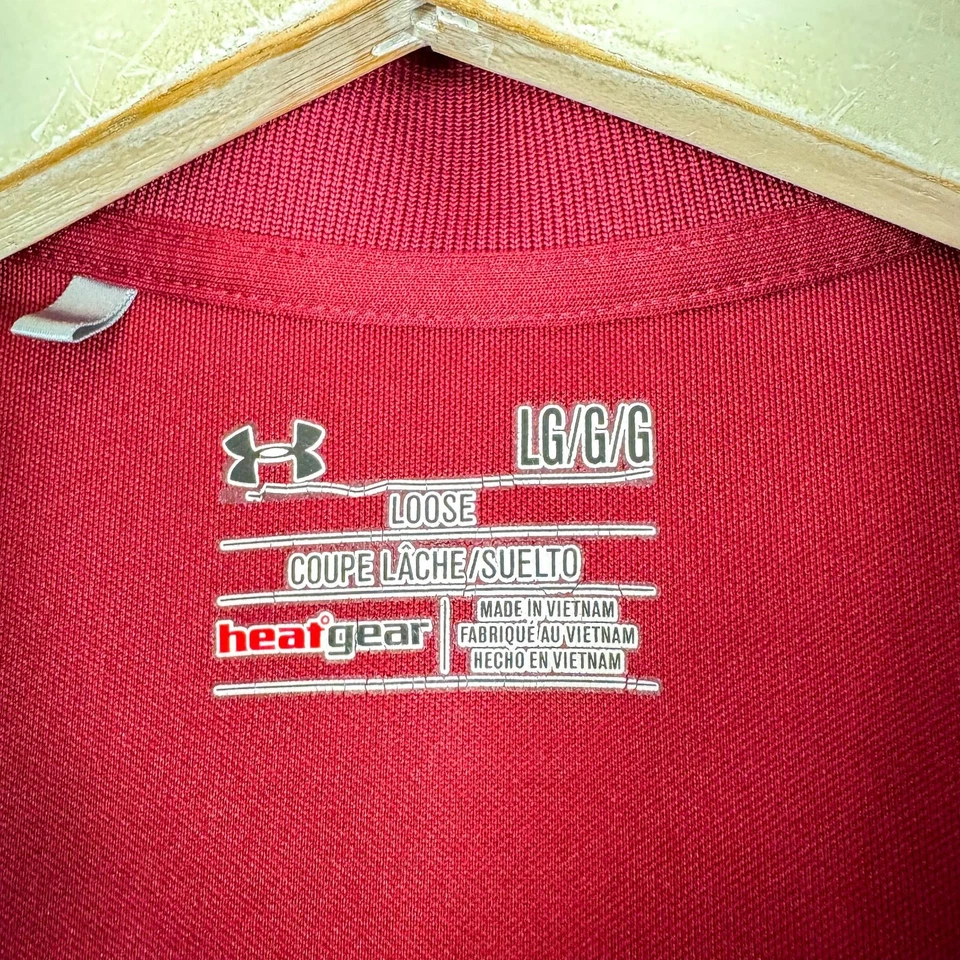 LG/G/G
LOOSE
COUPE LÂCHE/SUELTO
heatgear
MADE IN VIETNAM
FABRIQUÉ AU VIETNAM
HECHO EN VIETNAM